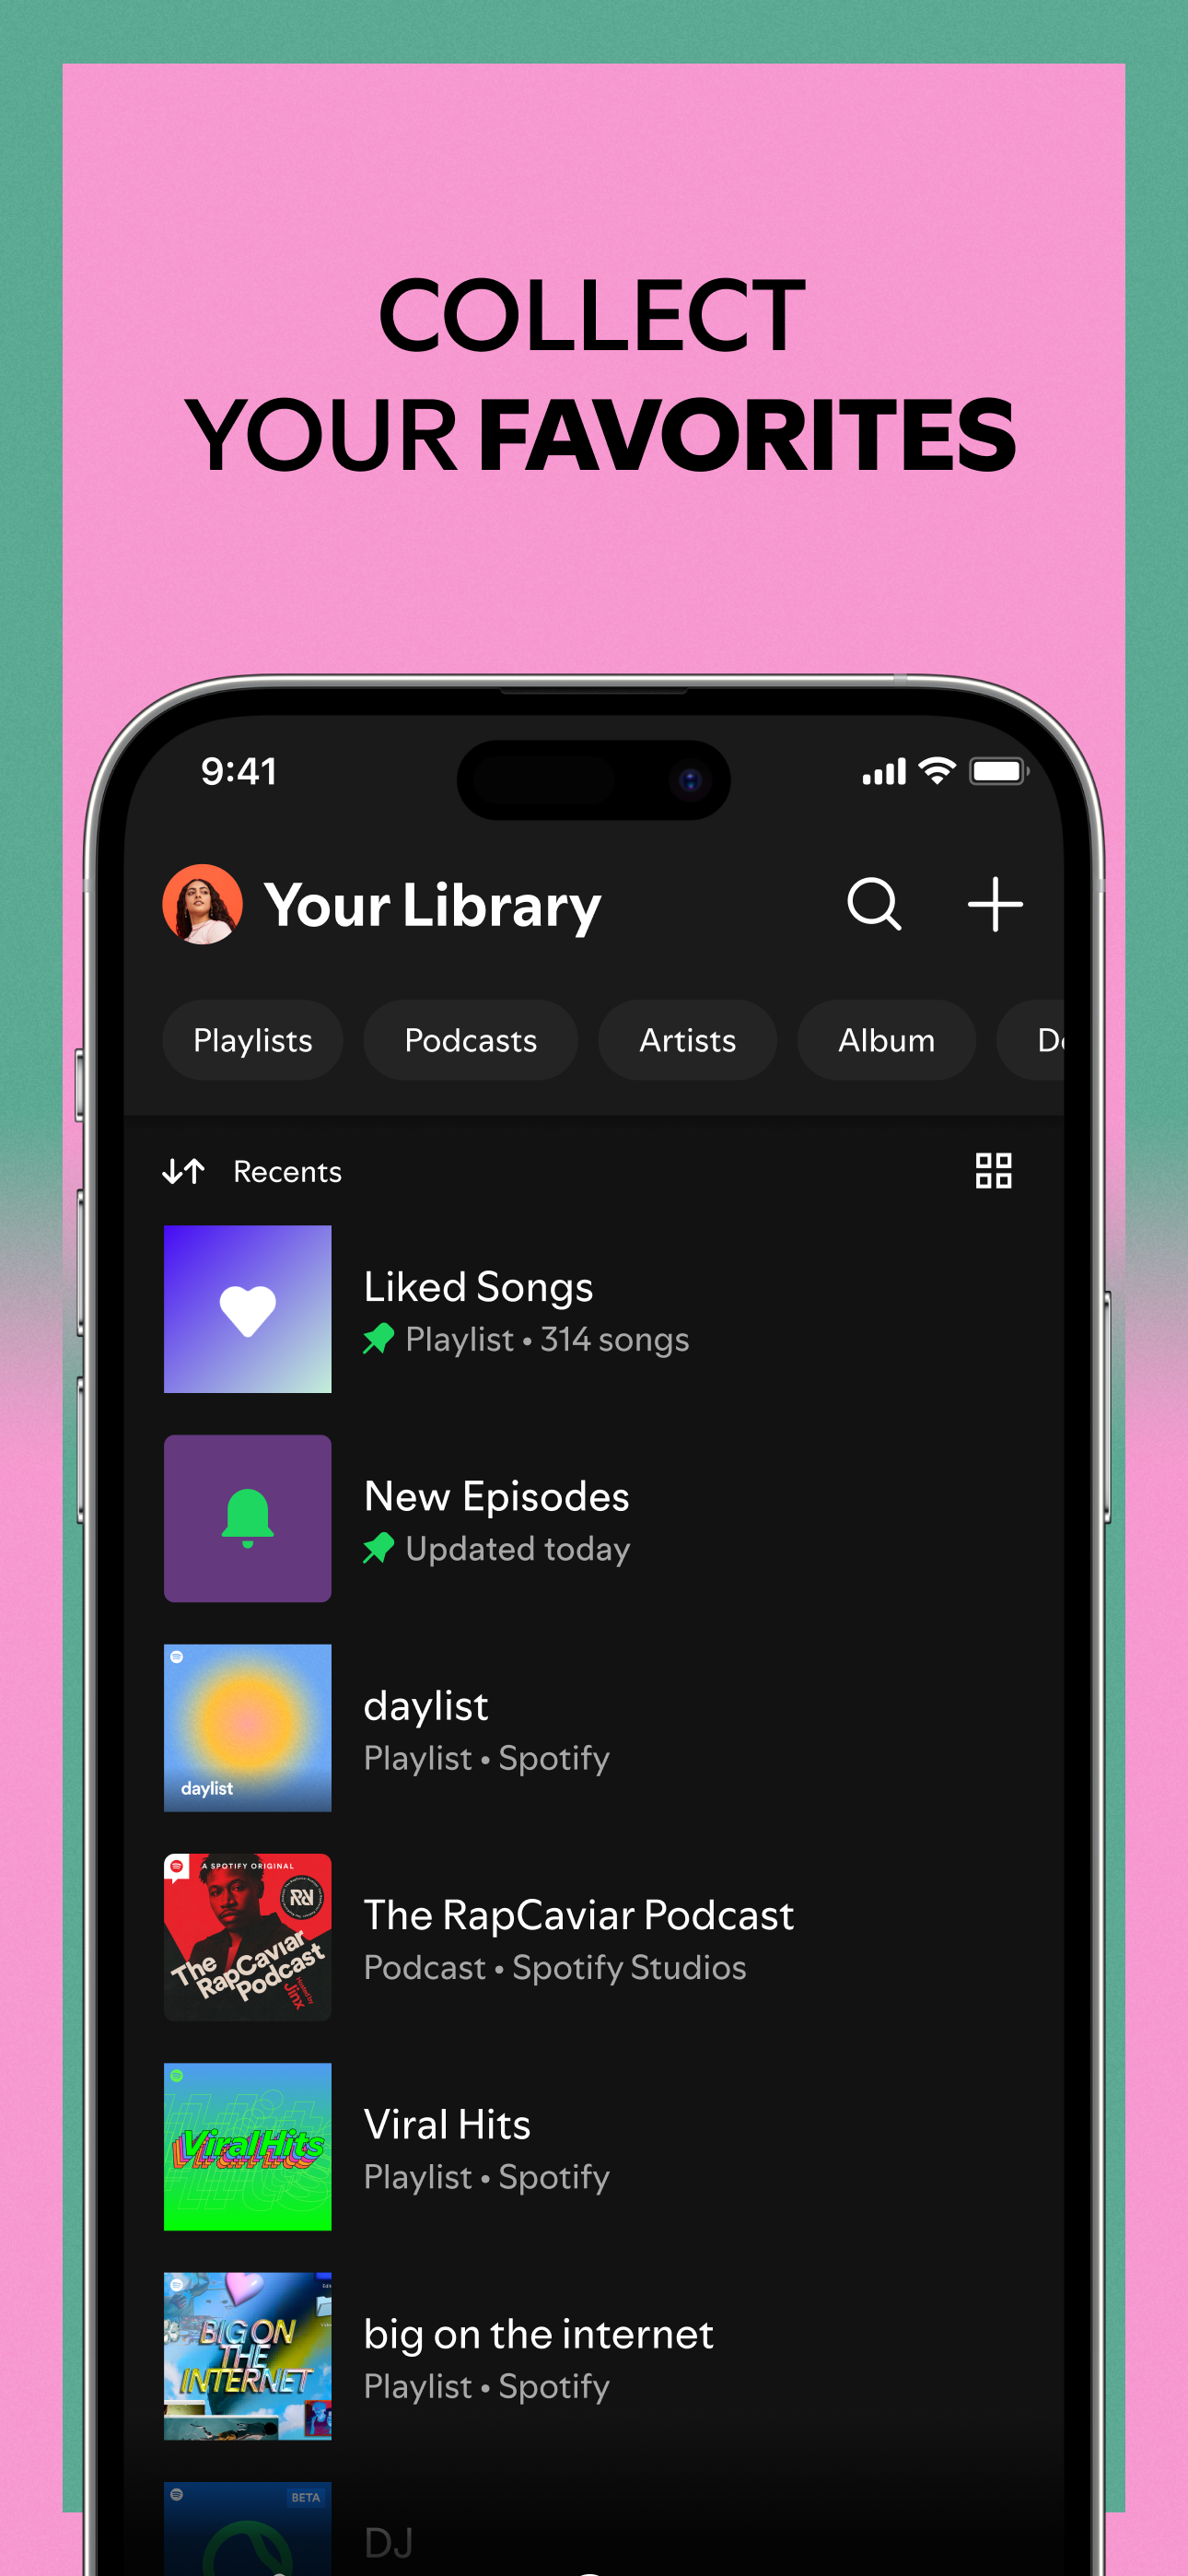 COLLECT
YOUR FAVORITES
9:41
Your Library
Playlists
Podcasts
Artists
Album
Recents
Liked Songs
Playlist • 314 songs
New Episodes
Updated today
daylist
daylist
Playlist • Spotify
A SPOTIFY ORIGINAL
The
RapCaviar
Podcast
Hosted by
Jinx
The RapCaviar Podcast
Podcast • Spotify Studios
Viral Hits
Viral Hits
Playlist • Spotify
BIG ON
THE
INTERNET
big on the internet
Playlist • Spotify
BETA
DJ